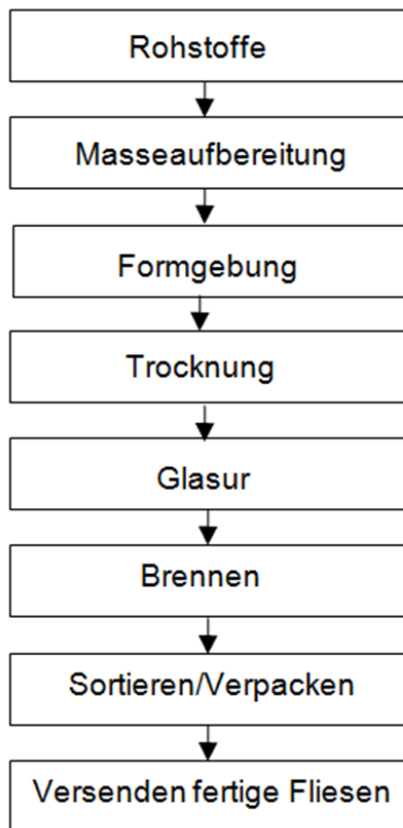 Rohstoffe
Masseaufbereitung
Formgebung
Trocknung
Glasur
Brennen
Sortieren/Verpacken
Versenden fertige Fliesen